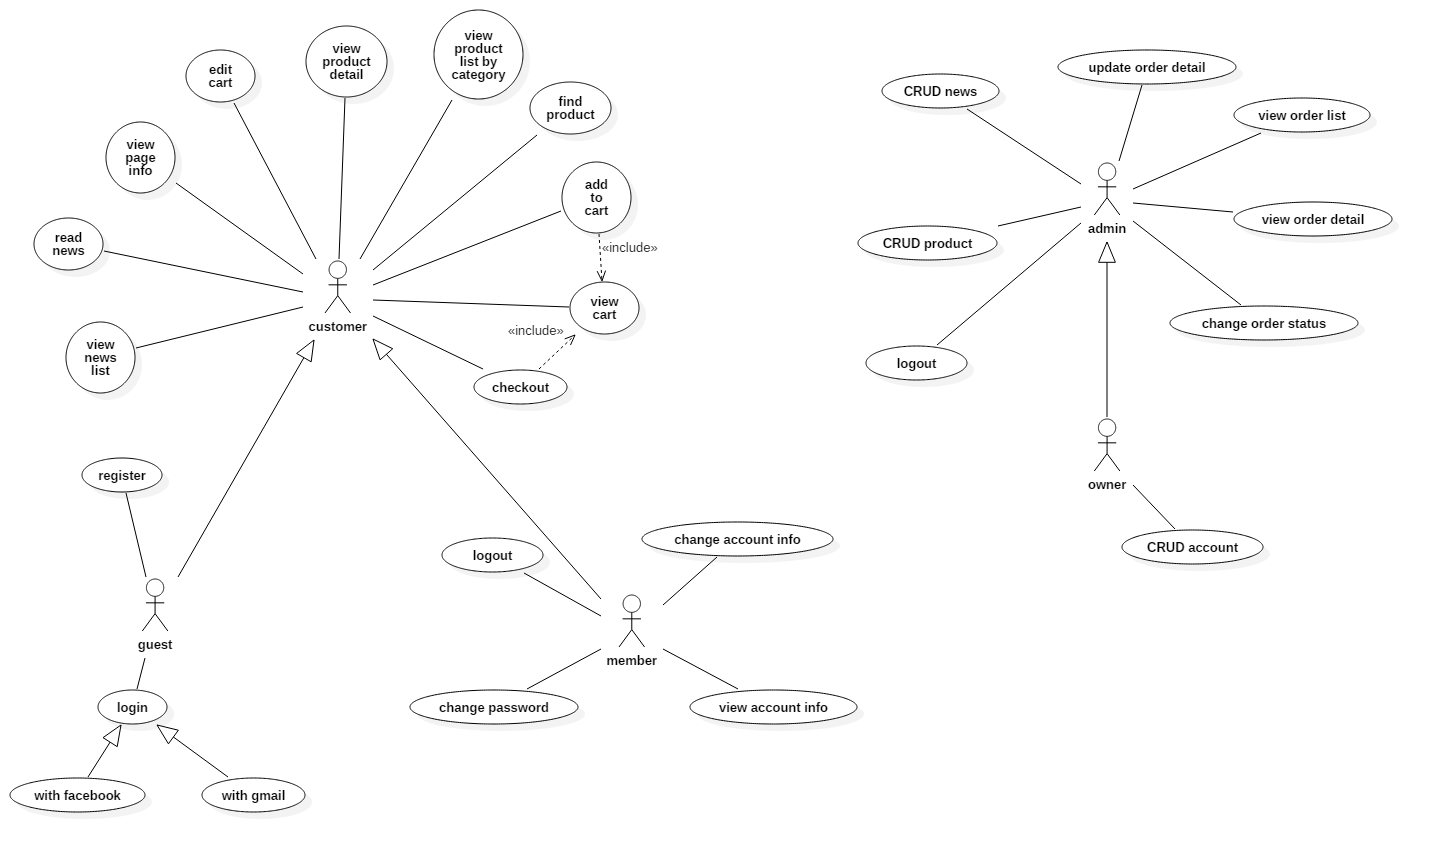 edit
cart
view
product
detail
view
product
list by
category
find
product
view
page
info
add
to
cart
read
news
«include»
view
cart
customer
«include»
view
news
list
checkout
register
guest
login
with facebook
with gmail
logout
change account info
member
change password
view account info
update order detail
CRUD news
view order list
admin
view order detail
CRUD product
change order status
logout
owner
CRUD account